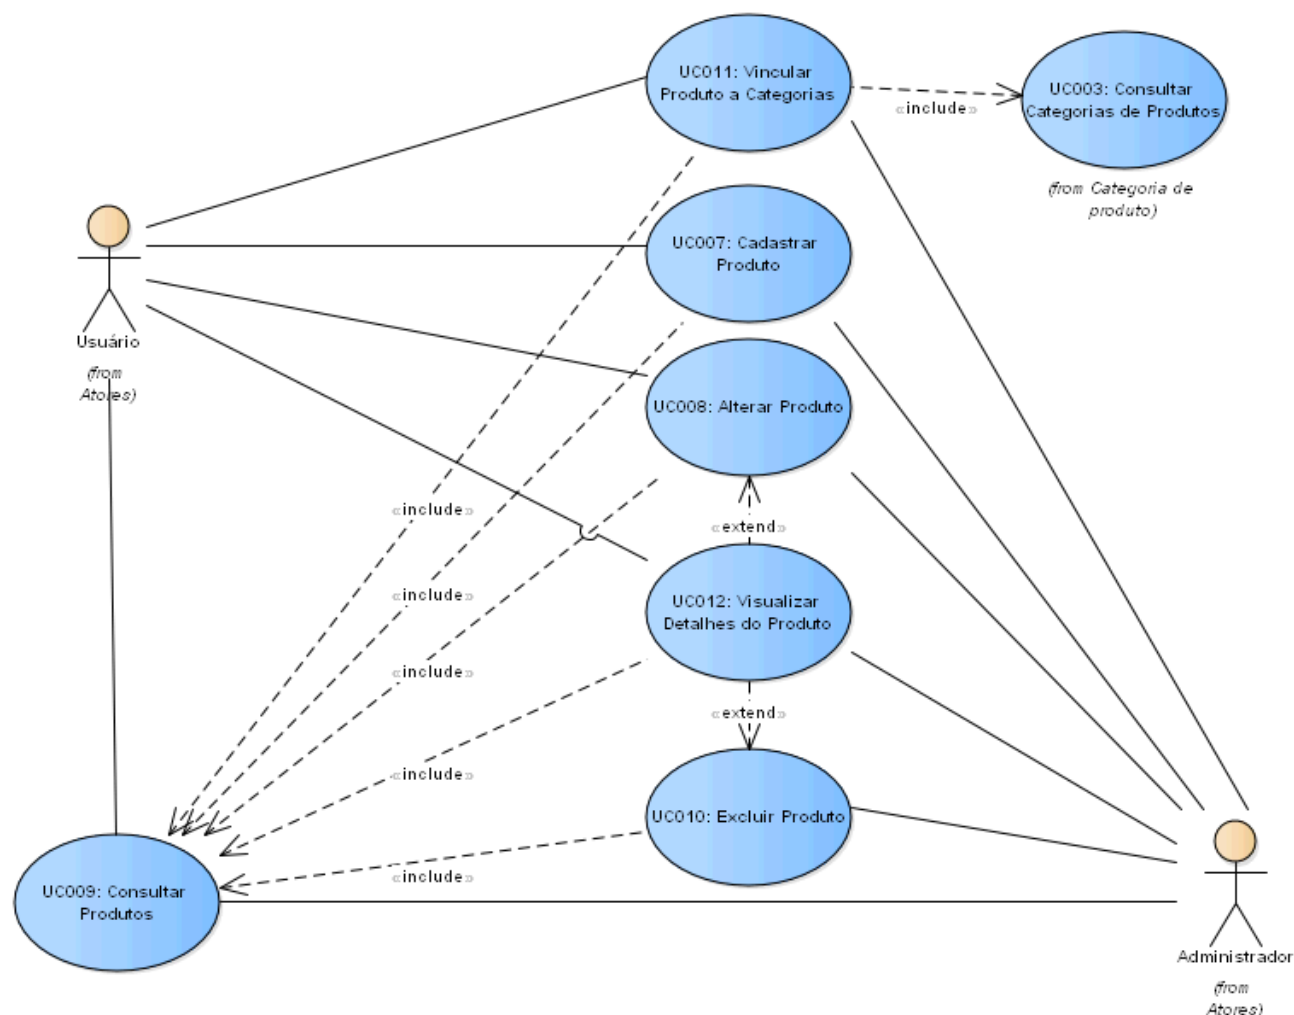 UC011: Vincular
Produto a Categorias
«include»
UC003: Consultar
Categorias de Produtos
(from Categoria de
produto)
UC007: Cadastrar
Produto
Usuário
(from
Atores)
UC008: Alterar Produto
«include»
«extend»
«include»
UC012: Visualizar
Detalhes do Produto
«include»
«extend»
«include»
UC010: Excluir Produto
«include»
UC009: Consultar
Produtos
Administrador
(from
Atores)